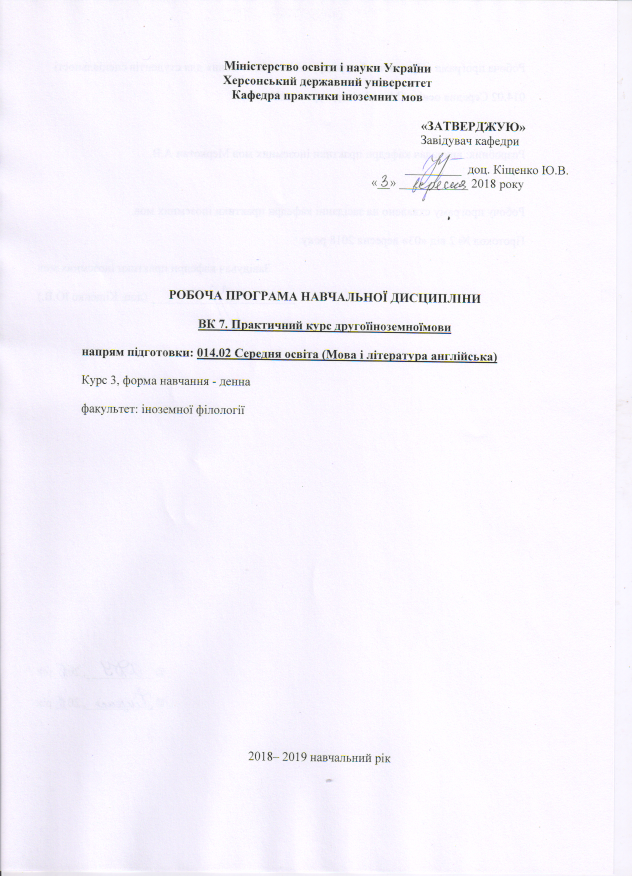 Міністерство освіти і науки України
Херсонський державний університет
Кафедра практики іноземних мов
«ЗАТВЕРДЖУЮ»
Завідувач кафедри
доц. Кіщенко Ю.В.
«3» вересня 2018 року
РОБОЧА ПРОГРАМА НАВЧАЛЬНОЇ ДИСЦИПЛІНИ
ВК 7. Практичний курс другоїіноземноїмови
напрям підготовки: 014.02 Середня освіта (Мова і література англійська)
Курс 3, форма навчання - денна
факультет: іноземної філології
2018– 2019 навчальний рік